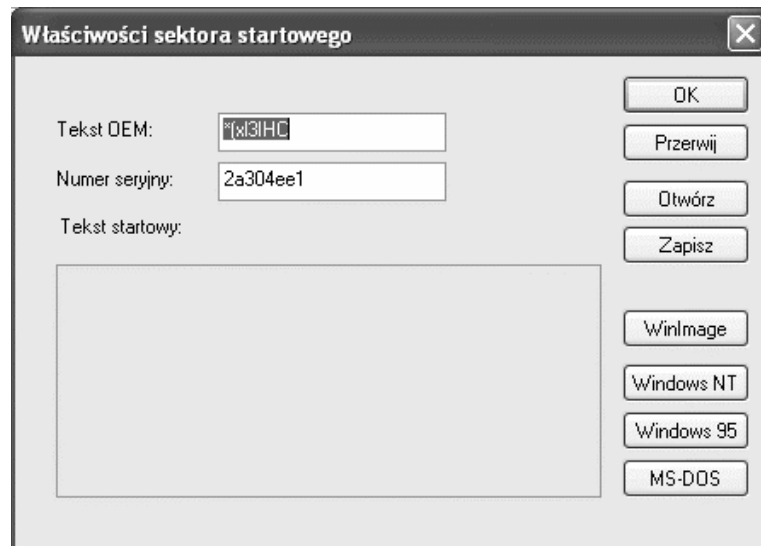 Właściwości sektora startowego
Tekst OEM: *[xI3IHC
Numer seryjny: 2a304ee1
Tekst startowy:
OK
Przerwij
Otwórz
Zapisz
WinImage
Windows NT
Windows 95
MS-DOS